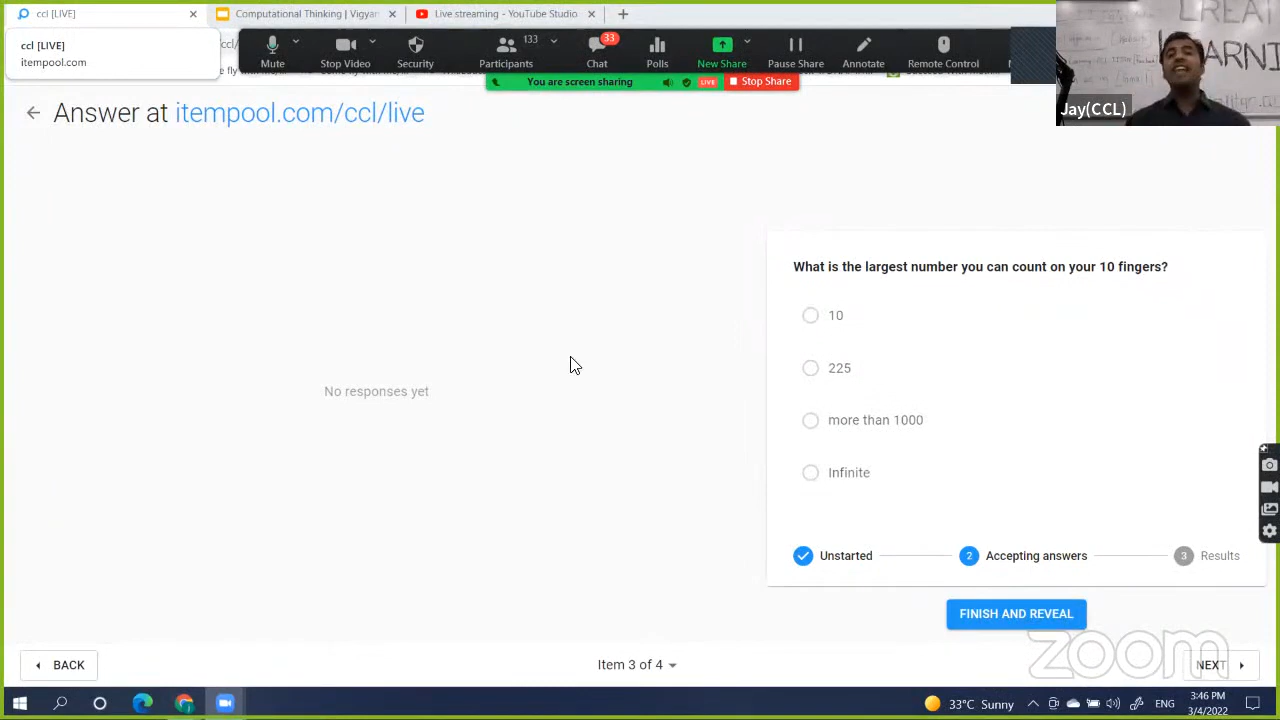 ccl [LIVE]
Computational Thinking | Vigyan
Live streaming - YouTube Studio
ccl [LIVE]
itempool.com
133
33
Mute
Stop Video
Security
Participants
Chat
Polls
New Share
Pause Share
Annotate
Remote Control
You are screen sharing
LIVE
Stop Share
Jay(CCL)
Answer at itempool.com/ccl/live
What is the largest number you can count on your 10 fingers?
10
225
more than 1000
Infinite
No responses yet
Unstarted
2 Accepting answers
3 Results
FINISH AND REVEAL
zoom
BACK
Item 3 of 4
NEXT
33°C Sunny
ENG
3:46 PM
3/4/2022